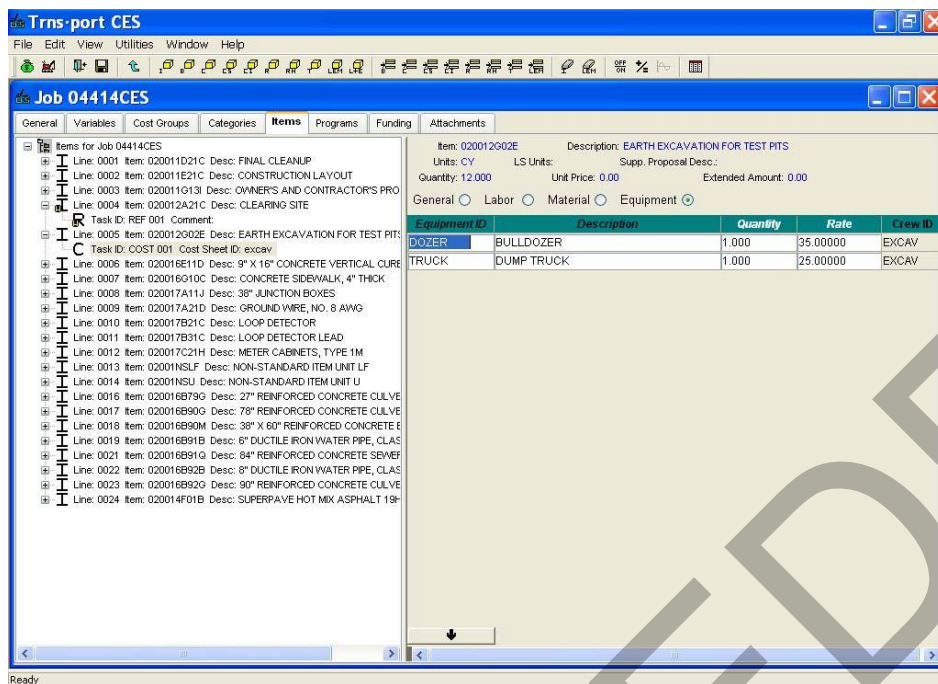 Trns·port CES
File Edit View Utilities Window Help
Job 04414CES
General Variables Cost Groups Categories Items Programs Funding Attachments
Items for Job 04414CES
Line: 0001 Item: 020011D21C Desc: FINAL CLEANUP
Line: 0002 Item: 020011E21C Desc: CONSTRUCTION LAYOUT
Line: 0003 Item: 020011G13I Desc: OWNER'S AND CONTRACTOR'S PRO
Line: 0004 Item: 020012A21C Desc: CLEARING SITE
R Task ID: REF 001 Comment:
Line: 0005 Item: 020012G02E Desc: EARTH EXCAVATION FOR TEST PITS
C Task ID: COST 001 Cost Sheet ID: excav
Line: 0006 Item: 020016E11D Desc: 9" X 16" CONCRETE VERTICAL CURE
Line: 0007 Item: 020016G10C Desc: CONCRETE SIDEWALK, 4" THICK
Line: 0008 Item: 020017A11J Desc: 38" JUNCTION BOXES
Line: 0009 Item: 020017A21D Desc: GROUND WIRE, NO. 8 AWG
Line: 0010 Item: 020017B21C Desc: LOOP DETECTOR
Line: 0011 Item: 020017B31C Desc: LOOP DETECTOR LEAD
Line: 0012 Item: 020017C21H Desc: METER CABINETS, TYPE 1M
Line: 0013 Item: 02001NSLF Desc: NON-STANDARD ITEM UNIT LF
Line: 0014 Item: 02001NSU Desc: NON-STANDARD ITEM UNIT U
Line: 0016 Item: 020016B79G Desc: 27" REINFORCED CONCRETE CULVE
Line: 0017 Item: 020016B90G Desc: 78" REINFORCED CONCRETE CULVE
Line: 0018 Item: 020016B90M Desc: 38" X 60" REINFORCED CONCRETE E
Line: 0019 Item: 020016B91B Desc: 6" DUCTILE IRON WATER PIPE, CLAS
Line: 0021 Item: 020016B91Q Desc: 84" REINFORCED CONCRETE SEWER
Line: 0022 Item: 020016B92B Desc: 8" DUCTILE IRON WATER PIPE, CLAS
Line: 0023 Item: 020016B92G Desc: 90" REINFORCED CONCRETE CULVE
Line: 0024 Item: 020014F01B Desc: SUPERPAVE HOT MIX ASPHALT 19H
Item: 020012G02E Description: EARTH EXCAVATION FOR TEST PITS
Units: CY LS Units: Supp. Proposal Desc.:
Quantity: 12.000 Unit Price: 0.00 Extended Amount: 0.00
General Labor Material Equipment
Equipment ID Description Quantity Rate Crew ID
DOZER BULLDOZER 1.000 35.00000 EXCAV
TRUCK DUMP TRUCK 1.000 25.00000 EXCAV
Ready